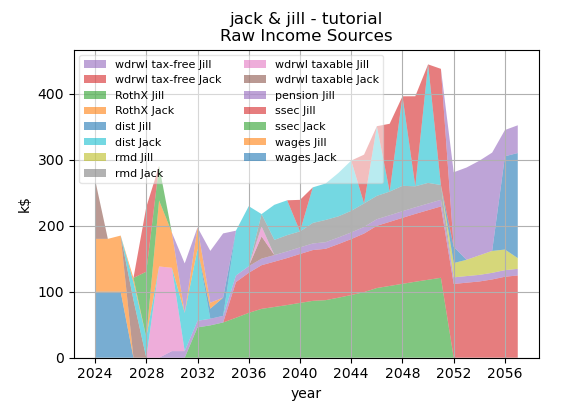 jack & jill - tutorial
Raw Income Sources
wdrwl tax-free Jill
wdrwl tax-free Jack
RothX Jill
RothX Jack
dist Jill
dist Jack
rmd Jill
rmd Jack
wdrwl taxable Jill
wdrwl taxable Jack
pension Jill
ssec Jill
ssec Jack
wages Jill
wages Jack
k$
400
300
200
100
0
2024 2028 2032 2036 2040 2044 2048 2052 2056
year